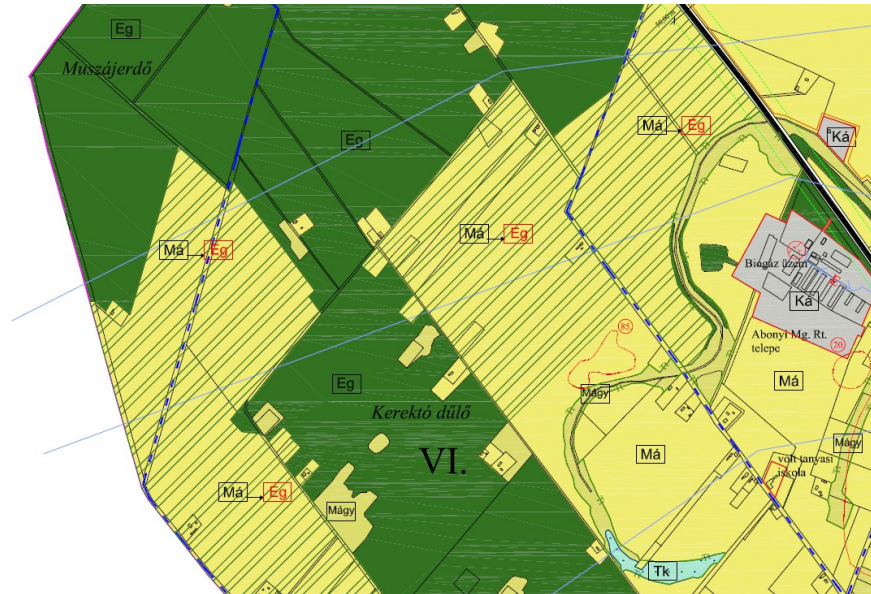 Eg
Muszájerdő
Eg
Má
Eg
Ká
Má
Eg
Má
Eg
Biogáz üzem
Ká
Abonyi Mg. Rt.
telepe
85
20
Eg
Mágy
Má
Kerektó dűlő
VI.
Má
Mágy
volt tanyasi
iskola
Má
Eg
Mágy
Tk